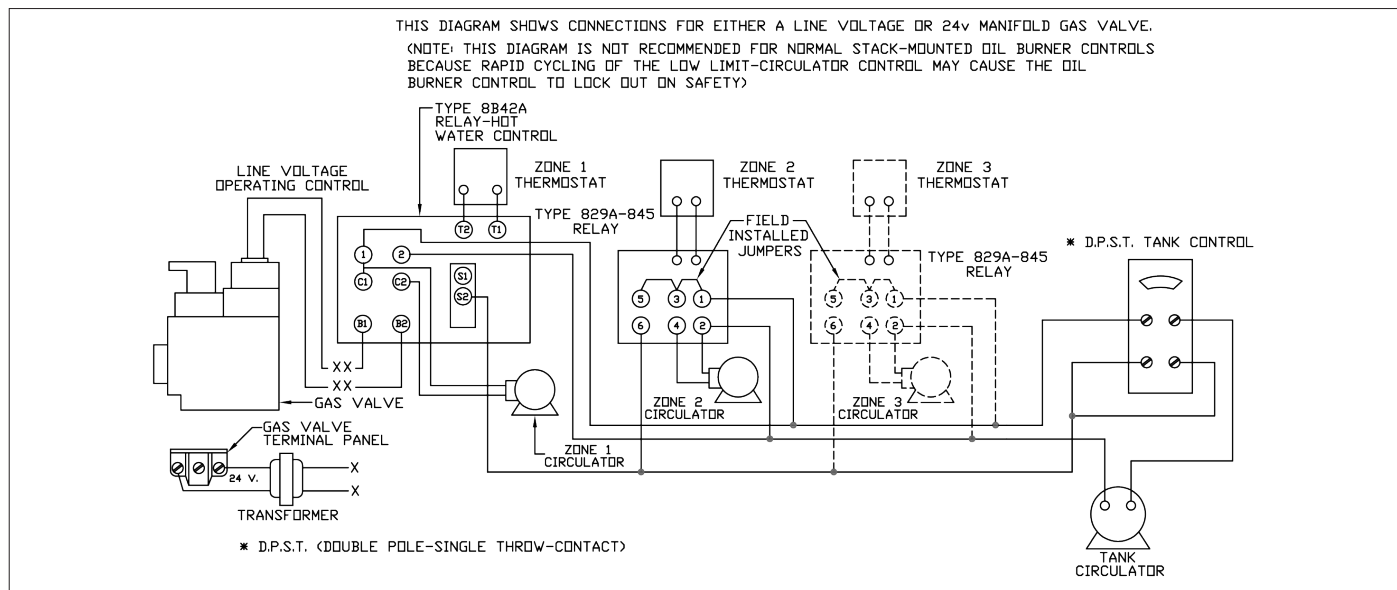 THIS DIAGRAM SHOWS CONNECTIONS FOR EITHER A LINE VOLTAGE OR 24v MANIFOLD GAS VALVE.
(NOTE: THIS DIAGRAM IS NOT RECOMMENDED FOR NORMAL STACK-MOUNTED OIL BURNER CONTROLS
BECAUSE RAPID CYCLING OF THE LOW LIMIT-CIRCULATOR CONTROL MAY CAUSE THE OIL
BURNER CONTROL TO LOCK OUT ON SAFETY)
TYPE 8B42A
RELAY-HOT
WATER CONTROL
LINE VOLTAGE
OPERATING CONTROL
ZONE 1
THERMOSTAT
ZONE 2
THERMOSTAT
ZONE 3
THERMOSTAT
TYPE 829A-845
RELAY
FIELD
INSTALLED
JUMPERS
TYPE 829A-845
RELAY
* D.P.S.T. TANK CONTROL
T2 T1
1 2
C1 C2
S1
S2
B1 B2
5 3 1
6 4 2
5 3 1
6 4 2
XX
XX
GAS VALVE
ZONE 1
CIRCULATOR
ZONE 2
CIRCULATOR
ZONE 3
CIRCULATOR
GAS VALVE
TERMINAL PANEL
24 V.
X
X
TRANSFORMER
TANK
CIRCULATOR
* D.P.S.T. (DOUBLE POLE-SINGLE THROW-CONTACT)